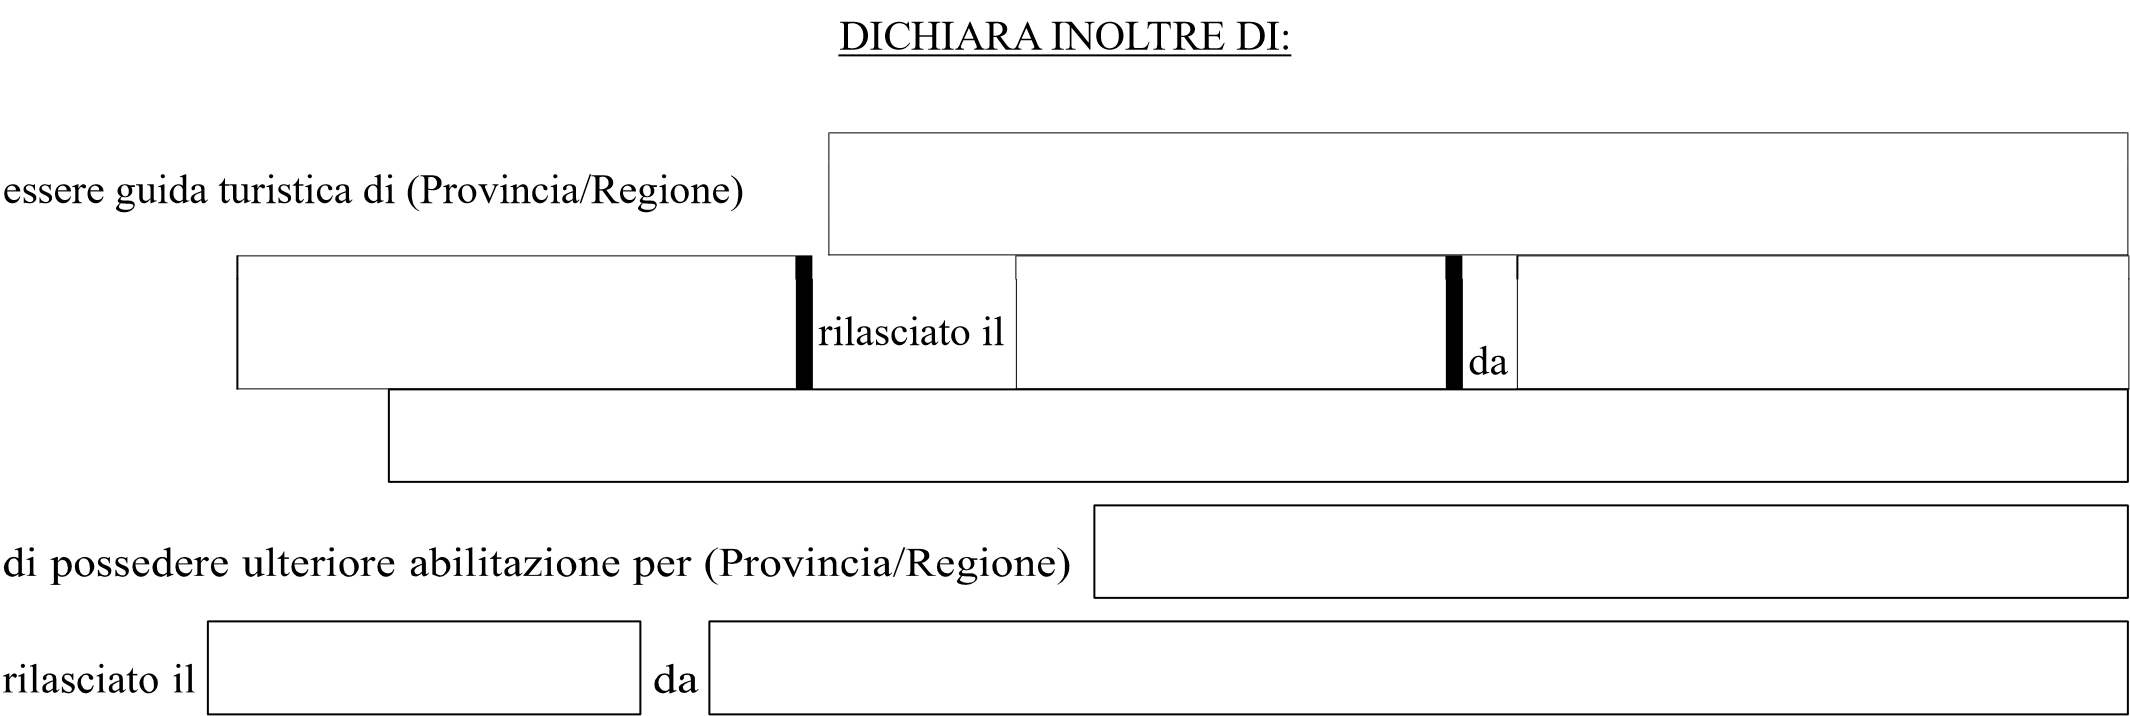 DICHIARA INOLTRE DI:
essere guida turistica di (Provincia/Regione)
rilasciato il da
di possedere ulteriore abilitazione per (Provincia/Regione)
rilasciato il da